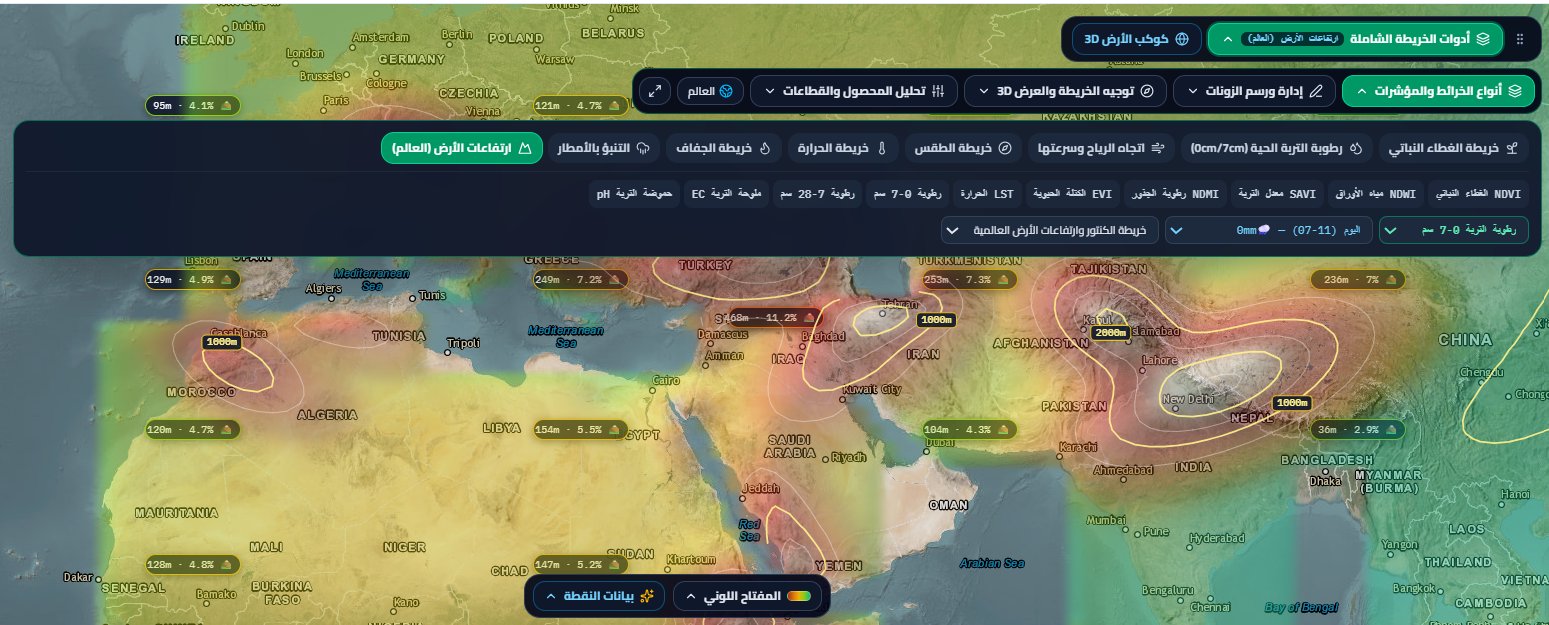 أدوات الخريطة الشاملة ارتفاعات الأرض (العالم)
كوكب الأرض 3D
أنواع الخرائط والمؤشرات
إدارة ورسم الزونات
توجيه الخريطة والعرض 3D
تحليل المحصول والقطاعات
العالم
خريطة الغطاء النباتي
رطوبة التربة الحية (0cm/7cm)
اتجاه الرياح وسرعتها
خريطة الطقس
خريطة الحرارة
خريطة الجفاف
التنبؤ بالأمطار
ارتفاعات الأرض (العالم)
NDVI الغطاء النباتي
NDWI مياه الأوراق
SAVI معدل التربة
NDMI رطوبة الجذور
EVI الكتلة الحيوية
LST الحرارة
رطوبة 7-0 سم
رطوبة 7-28 سم
ملوحة التربة EC
حموضة التربة pH
رطوبة التربة 7-0 سم
اليوم (07-11) — 0mm
خريطة الكنتور وارتفاعات الأرض العالمية
Dublin
IRELAND
London
Amsterdam
Berlin
POLAND
Minsk
BELARUS
GERMANY
Warsaw
Brussels
Cologne
Paris
CZECHIA
Vienna
KAZAKHSTAN
95m · 4.1%
121m · 4.7%
Lisbon
SPAIN
GREECE
TURKEY
TURKMENISTAN
TAJIKISTAN
129m · 4.9%
249m · 7.2%
253m · 7.3%
236m · 7%
Mediterranean
Sea
Algiers
Tunis
Casablanca
1000m
TUNISIA
Tripoli
Mediterranean
Sea
68m · 11.2%
Damascus
Amman
Baghdad
IRAQ
Tehran
1000m
IRAN
Kabul
2000m
Islamabad
AFGHANISTAN
Lahore
CHINA
Chengdu
MOROCCO
ALGERIA
Cairo
Kuwait City
PAKISTAN
New Delhi
1000m
NEPAL
120m · 4.7%
LIBYA
154m · 5.5%
EGYPT
SAUDI
ARABIA
Riyadh
104m · 4.3%
Dubai
Karachi
Ahmedabad
INDIA
36m · 2.9%
BANGLADESH
Dhaka
MYANMAR
(BURMA)
Hanoi
MAURITANIA
Jeddah
Red
Sea
OMAN
Mumbai
Pune
Hyderabad
LAOS
Yangon
MALI
NIGER
CHAD
SUDAN
Khartoum
YEMEN
Arabian Sea
THAILAND
VIETNA
128m · 4.8%
147m · 5.2%
Dakar
SENEGAL
Bamako
BURKINA
FASO
Kano
Bengaluru
Chennai
Bay of Bengal
Bangkok
CAMBODIA
المفتاح اللوني
بيانات النقطة